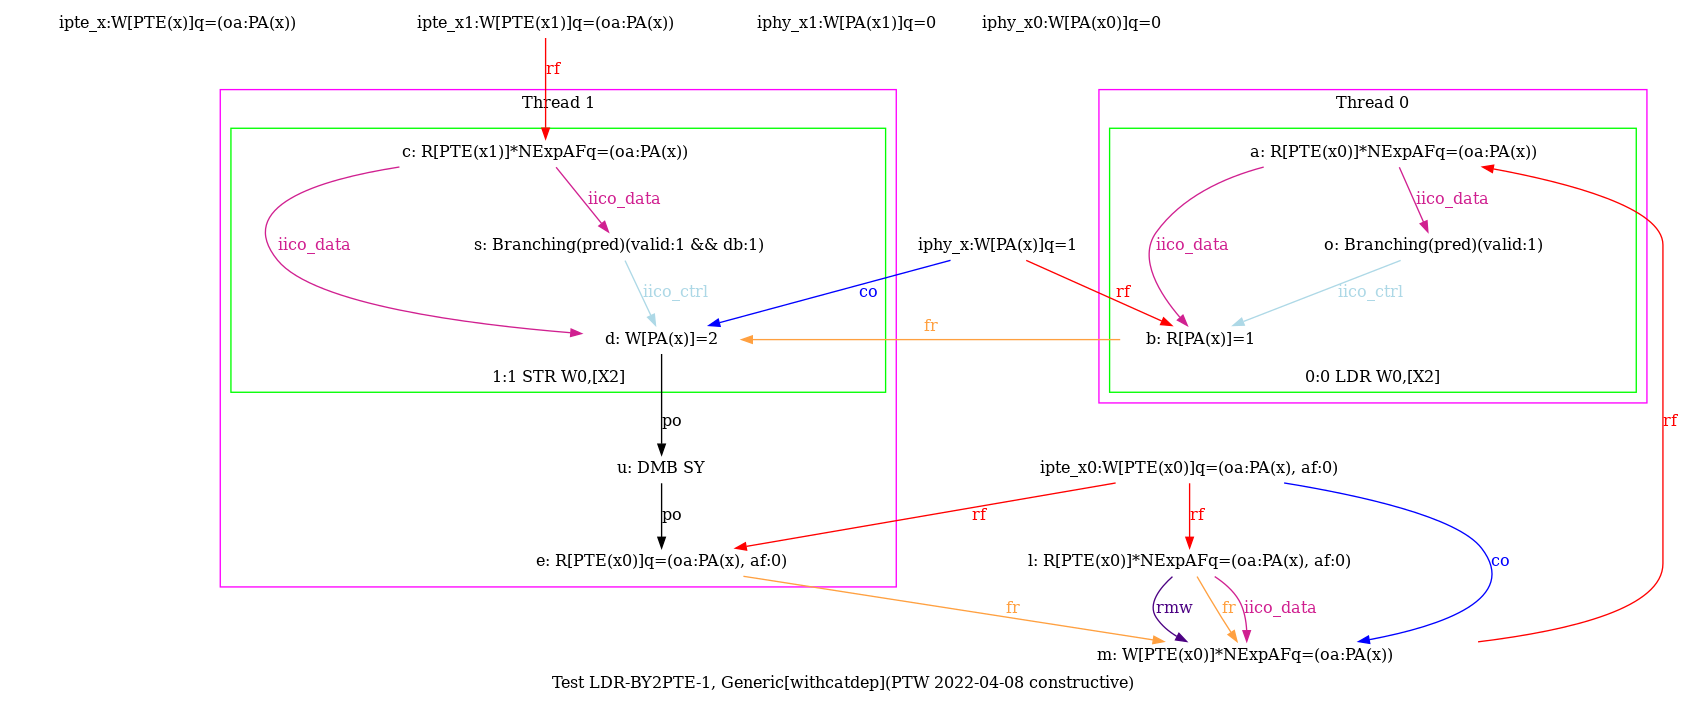 ipte_x:W[PTE(x)]q=(oa:PA(x))
ipte_x1:W[PTE(x1)]q=(oa:PA(x))
iphy_x1:W[PA(x1)]q=0
iphy_x0:W[PA(x0)]q=0
rf
Thread 1
Thread 0
c: R[PTE(x1)]*NExpAFq=(oa:PA(x))
a: R[PTE(x0)]*NExpAFq=(oa:PA(x))
iico_data
iico_data
iico_data
s: Branching(pred)(valid:1 && db:1)
iphy_x:W[PA(x)]q=1
iico_data
o: Branching(pred)(valid:1)
iico_ctrl
co
rf
iico_ctrl
fr
d: W[PA(x)]=2
b: R[PA(x)]=1
1:1 STR W0,[X2]
0:0 LDR W0,[X2]
po
rf
u: DMB SY
ipte_x0:W[PTE(x0)]q=(oa:PA(x), af:0)
po
rf
rf
e: R[PTE(x0)]q=(oa:PA(x), af:0)
l: R[PTE(x0)]*NExpAFq=(oa:PA(x), af:0)
co
fr
rmw
fr
iico_data
m: W[PTE(x0)]*NExpAFq=(oa:PA(x))
Test LDR-BY2PTE-1, Generic[withcatdep](PTW 2022-04-08 constructive)